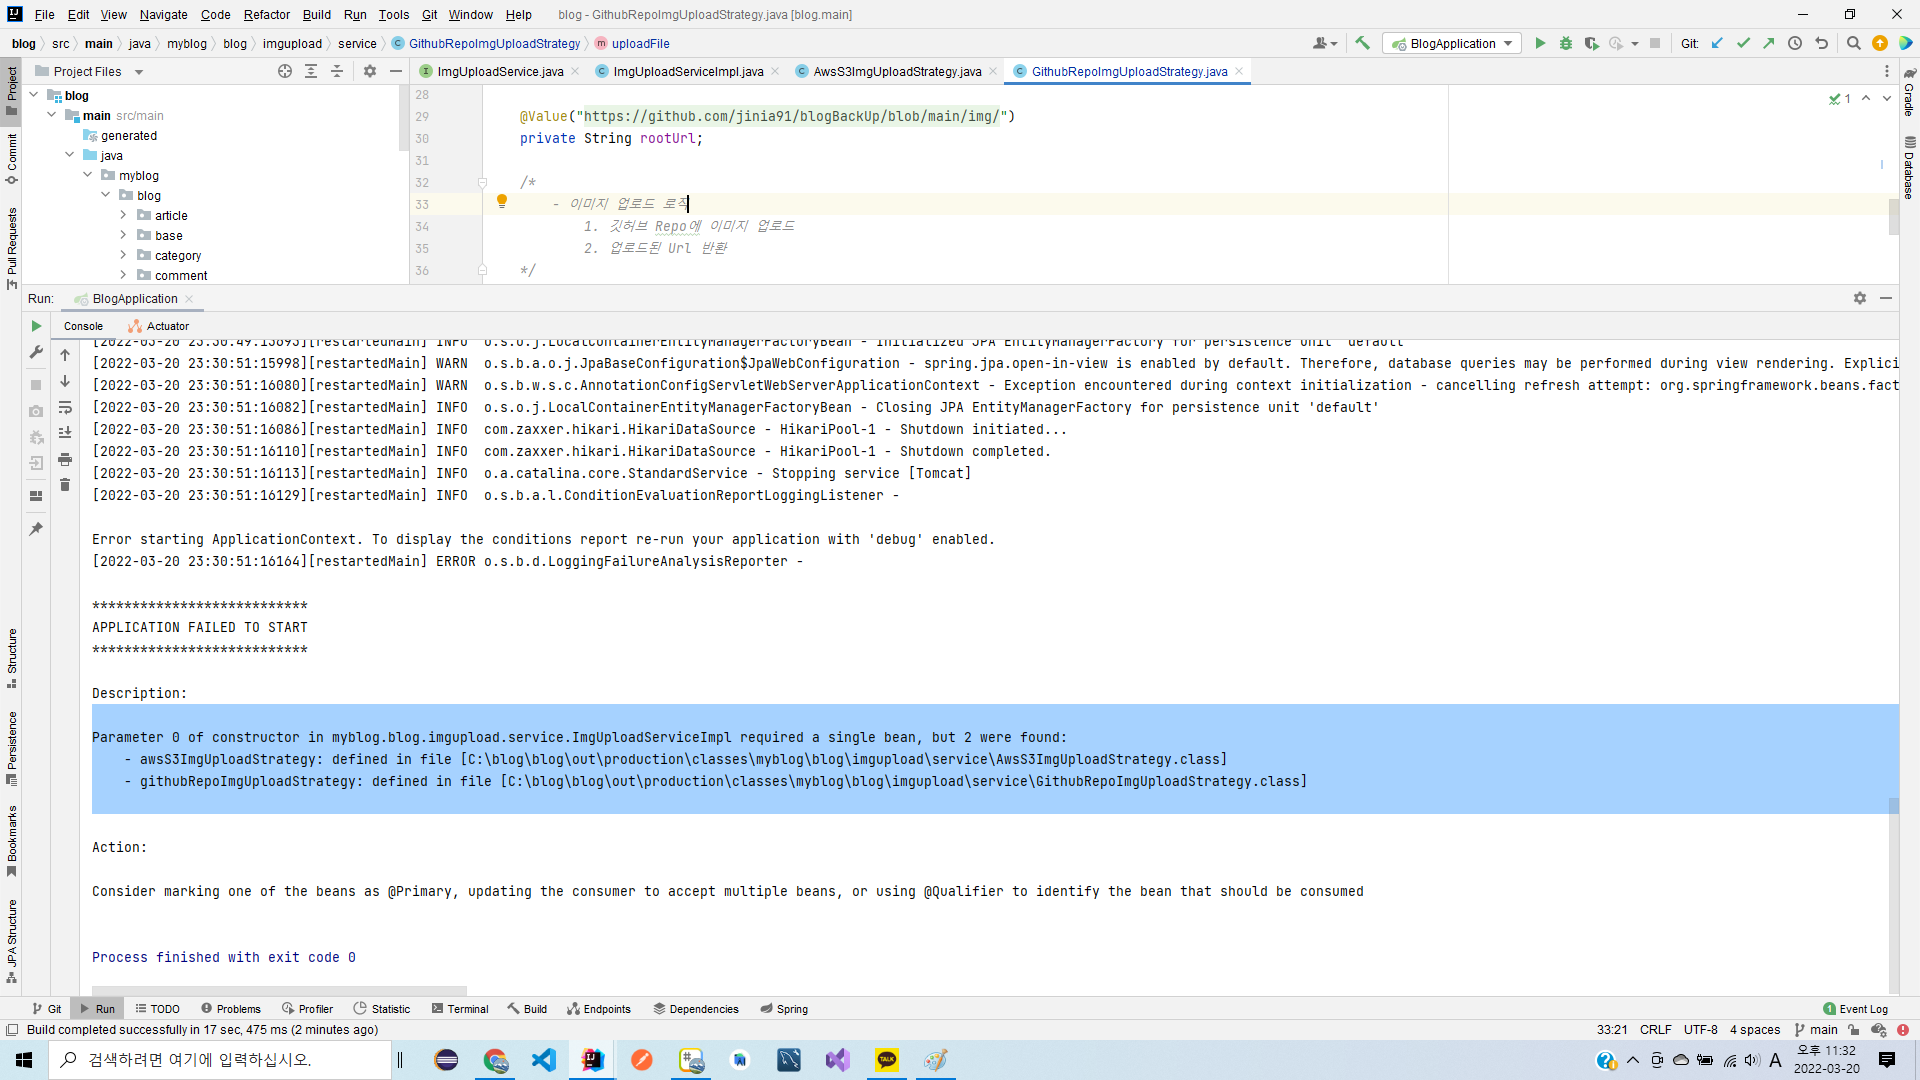 File Edit View Navigate Code Refactor Build Run Tools Git Window Help blog - GithubRepoImgUploadStrategy.java [blog.main]
blog src main java myblog blog imgupload service GithubRepoImgUploadStrategy uploadFile BlogApplication Git:
Project Files
ImgUploadService.java ImgUploadServiceImpl.java AwsS3ImgUploadStrategy.java GithubRepoImgUploadStrategy.java
Project
Commit
Pull Requests
Structure
Persistence
Bookmarks
JPA Structure
Gradle
Database
blog
main src/main
generated
java
myblog
blog
article
base
category
comment
1
28
29 @Value("https://github.com/jinia91/blogBackUp/blob/main/img/")
30 private String rootUrl;
31
32 /*
33 - 이미지 업로드 로직
34 1. 깃허브 Repo에 이미지 업로드
35 2. 업로드된 Url 반환
36 */
Run: BlogApplication
Console Actuator
[2022-03-20 23:30:49:13893][restartedMain] INFO o.s.o.j.LocalContainerEntityManagerFactoryBean - Initialized JPA EntityManagerFactory for persistence unit 'default'
[2022-03-20 23:30:51:15998][restartedMain] WARN o.s.b.a.o.j.JpaBaseConfiguration$JpaWebConfiguration - spring.jpa.open-in-view is enabled by default. Therefore, database queries may be performed during view rendering. Explici
[2022-03-20 23:30:51:16080][restartedMain] WARN o.s.b.w.s.c.AnnotationConfigServletWebServerApplicationContext - Exception encountered during context initialization - cancelling refresh attempt: org.springframework.beans.fact
[2022-03-20 23:30:51:16082][restartedMain] INFO o.s.o.j.LocalContainerEntityManagerFactoryBean - Closing JPA EntityManagerFactory for persistence unit 'default'
[2022-03-20 23:30:51:16086][restartedMain] INFO com.zaxxer.hikari.HikariDataSource - HikariPool-1 - Shutdown initiated...
[2022-03-20 23:30:51:16110][restartedMain] INFO com.zaxxer.hikari.HikariDataSource - HikariPool-1 - Shutdown completed.
[2022-03-20 23:30:51:16113][restartedMain] INFO o.a.catalina.core.StandardService - Stopping service [Tomcat]
[2022-03-20 23:30:51:16129][restartedMain] INFO o.s.b.a.l.ConditionEvaluationReportLoggingListener -
Error starting ApplicationContext. To display the conditions report re-run your application with 'debug' enabled.
[2022-03-20 23:30:51:16164][restartedMain] ERROR o.s.b.d.LoggingFailureAnalysisReporter -
***************************
APPLICATION FAILED TO START
***************************
Description:
Parameter 0 of constructor in myblog.blog.imgupload.service.ImgUploadServiceImpl required a single bean, but 2 were found:
- awsS3ImgUploadStrategy: defined in file [C:\blog\blog\out\production\classes\myblog\blog\imgupload\service\AwsS3ImgUploadStrategy.class]
- githubRepoImgUploadStrategy: defined in file [C:\blog\blog\out\production\classes\myblog\blog\imgupload\service\GithubRepoImgUploadStrategy.class]
Action:
Consider marking one of the beans as @Primary, updating the consumer to accept multiple beans, or using @Qualifier to identify the bean that should be consumed
Process finished with exit code 0
Git Run TODO Problems Profiler Statistic Terminal Build Endpoints Dependencies Spring 1 Event Log
Build completed successfully in 17 sec, 475 ms (2 minutes ago) 33:21 CRLF UTF-8 4 spaces main
검색하려면 여기에 입력하십시오. A 오후 11:32
2022-03-20